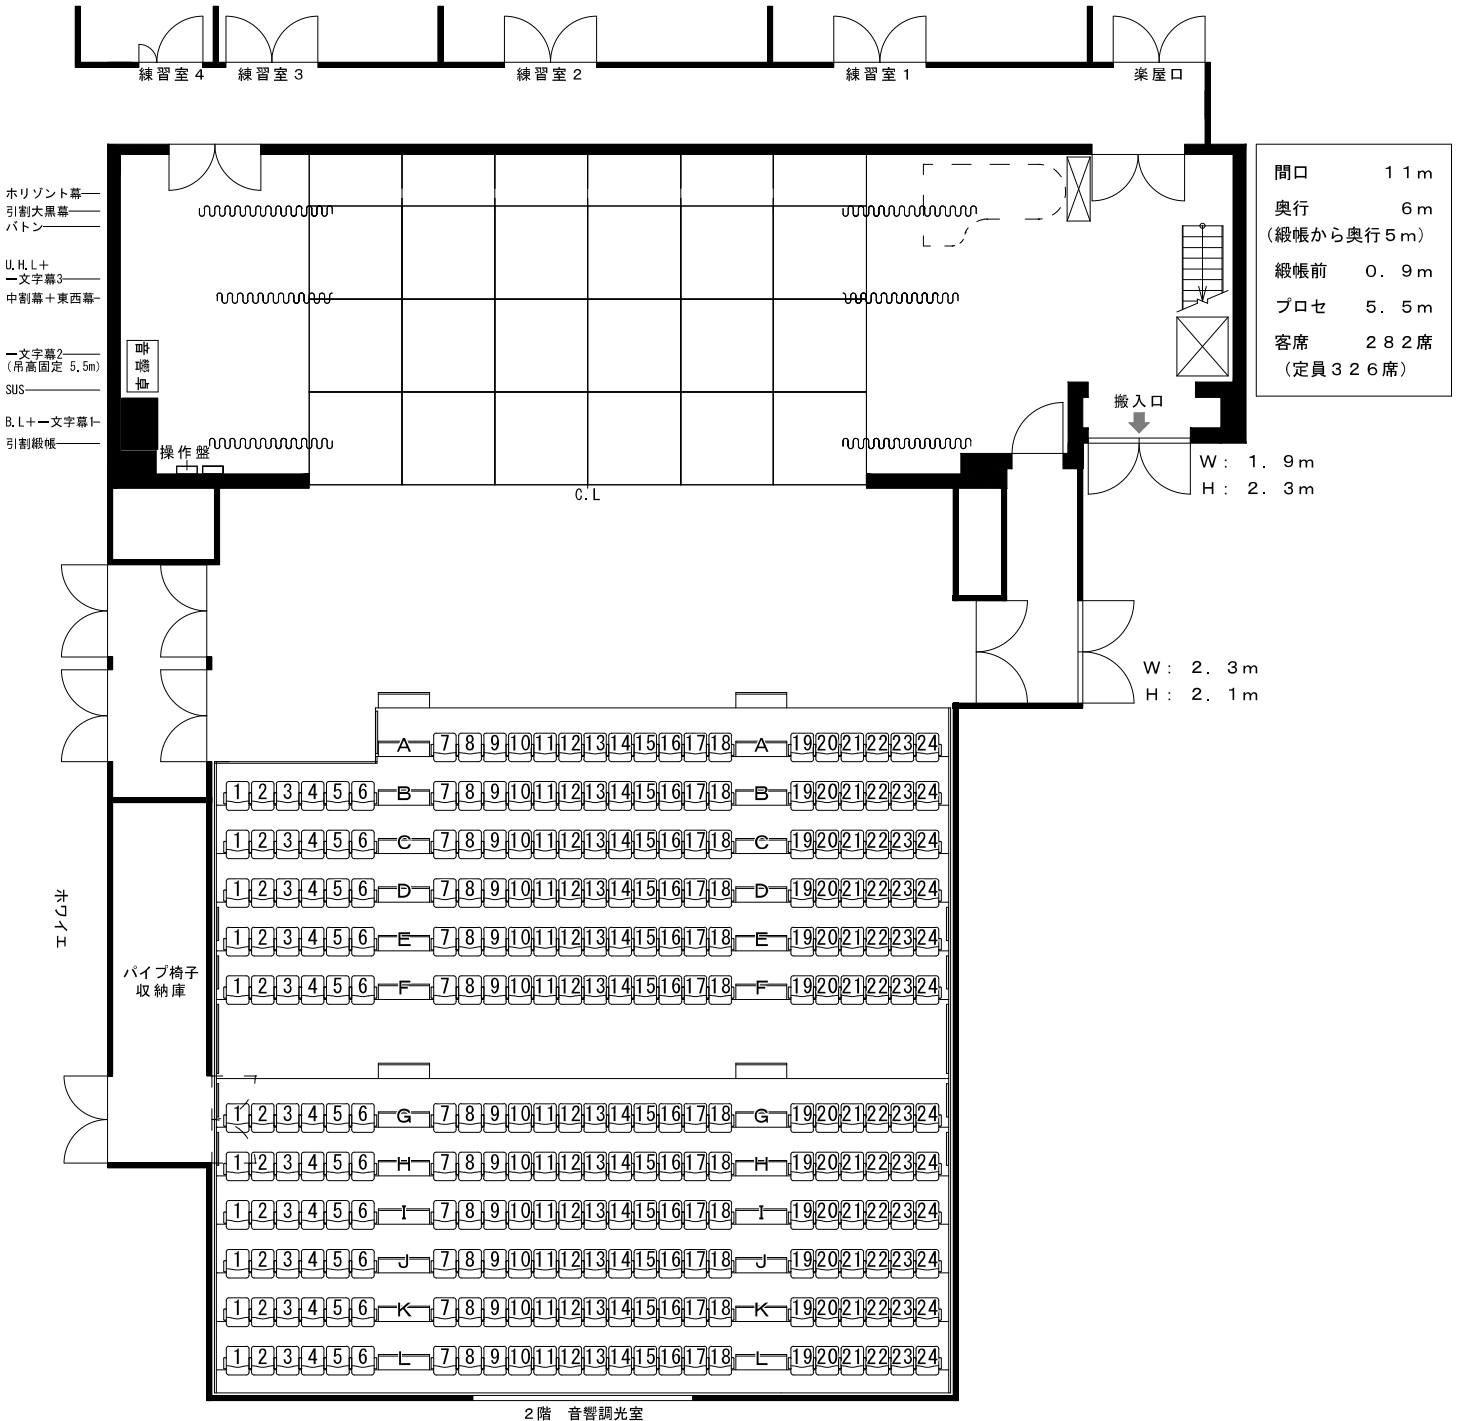 練習室４ 練習室３ 練習室２ 練習室１ 楽屋口
間口 １１ｍ
奥行 ６ｍ
（緞帳から奥行５ｍ）
緞帳前 ０．９ｍ
プロセ ５．５ｍ
客席 ２８２席
（定員３２６席）
ホリゾント幕
引割大黒幕
バトン
U.H.L+
一文字幕3
中割幕＋東西幕
一文字幕2
(吊高固定 5.5m)
SUS
B.L＋一文字幕1
引割緞帳
音響卓
操作盤
C.L
搬入口
Ｗ：１．９ｍ
Ｈ：２．３ｍ
Ｗ：２．３ｍ
Ｈ：２．１ｍ
A 7 8 9 10 11 12 13 14 15 16 17 18 A 19 20 21 22 23 24
1 2 3 4 5 6 B 7 8 9 10 11 12 13 14 15 16 17 18 B 19 20 21 22 23 24
1 2 3 4 5 6 C 7 8 9 10 11 12 13 14 15 16 17 18 C 19 20 21 22 23 24
1 2 3 4 5 6 D 7 8 9 10 11 12 13 14 15 16 17 18 D 19 20 21 22 23 24
1 2 3 4 5 6 E 7 8 9 10 11 12 13 14 15 16 17 18 E 19 20 21 22 23 24
1 2 3 4 5 6 F 7 8 9 10 11 12 13 14 15 16 17 18 F 19 20 21 22 23 24
1 2 3 4 5 6 G 7 8 9 10 11 12 13 14 15 16 17 18 G 19 20 21 22 23 24
1 2 3 4 5 6 H 7 8 9 10 11 12 13 14 15 16 17 18 H 19 20 21 22 23 24
1 2 3 4 5 6 I 7 8 9 10 11 12 13 14 15 16 17 18 I 19 20 21 22 23 24
1 2 3 4 5 6 J 7 8 9 10 11 12 13 14 15 16 17 18 J 19 20 21 22 23 24
1 2 3 4 5 6 K 7 8 9 10 11 12 13 14 15 16 17 18 K 19 20 21 22 23 24
1 2 3 4 5 6 L 7 8 9 10 11 12 13 14 15 16 17 18 L 19 20 21 22 23 24
ホワイエ
パイプ椅子
収納庫
２階 音響調光室